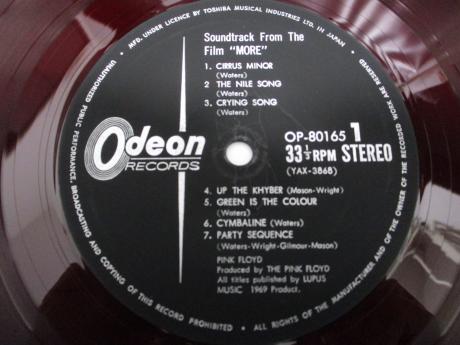 • MFD. UNDER LICENCE BY TOSHIBA MUSICAL INDUSTRIES LTD. IN JAPAN •
UNAUTHORIZED PUBLIC PERFORMANCE, BROADCASTING AND COPYING OF THIS RECORD PROHIBITED • ALL RIGHTS OF THE MANUFACTURER AND OF THE OWNER OF THE RECORDED WORK ARE RESERVED
Soundtrack From The
Film "MORE"
1. CIRRUS MINOR
(Waters)
2 THE NILE SONG
(Waters)
3. CRYING SONG
(Waters)
Odeon
RECORDS
OP-80165 1
33 1/3 RPM STEREO
(YAX-3868)
4. UP THE KHYBER (Mason-Wright)
5. GREEN IS THE COLOUR
(Waters)
6. CYMBALINE (Waters)
7. PARTY SEQUENCE
(Waters-Wright-Gilmour-Mason)
PINK FLOYD
Produced by THE PINK FLOYD
All titles published by LUPUS
MUSIC 1969 Product.